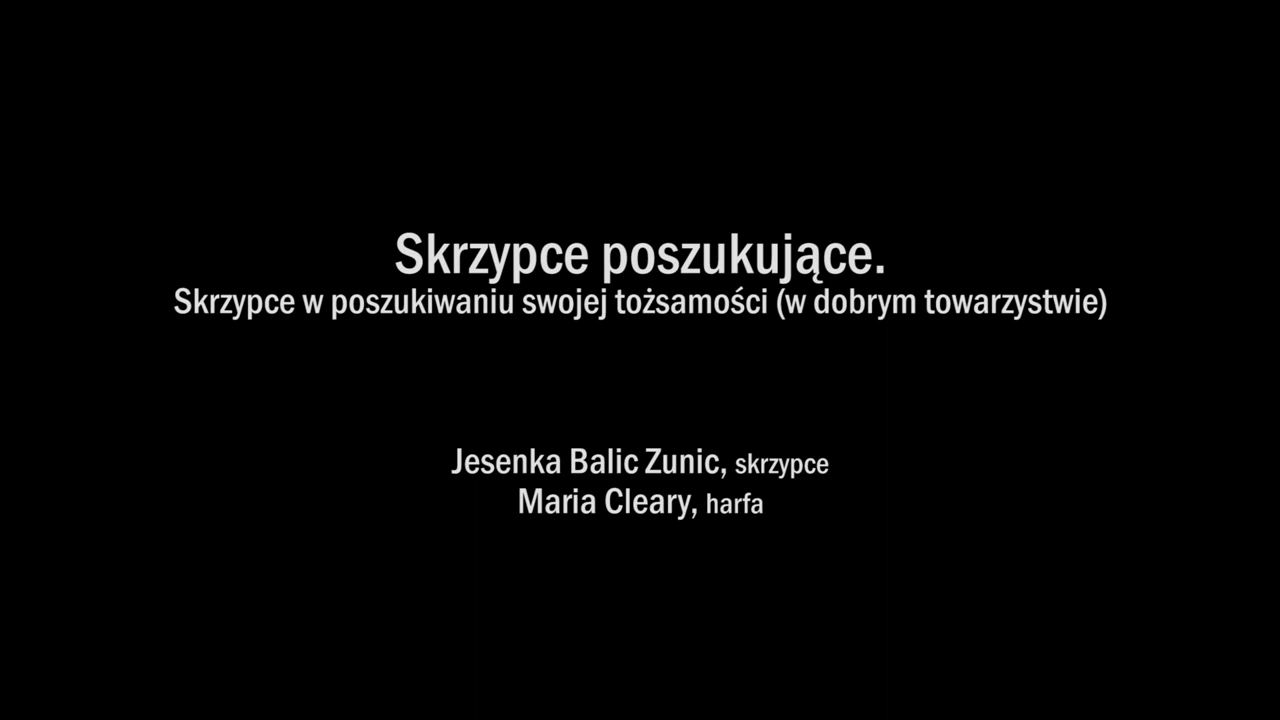 Skrzypce poszukujące.
Skrzypce w poszukiwaniu swojej tożsamości (w dobrym towarzystwie)
Jesenka Balic Zunic, skrzypce
Maria Cleary, harfa